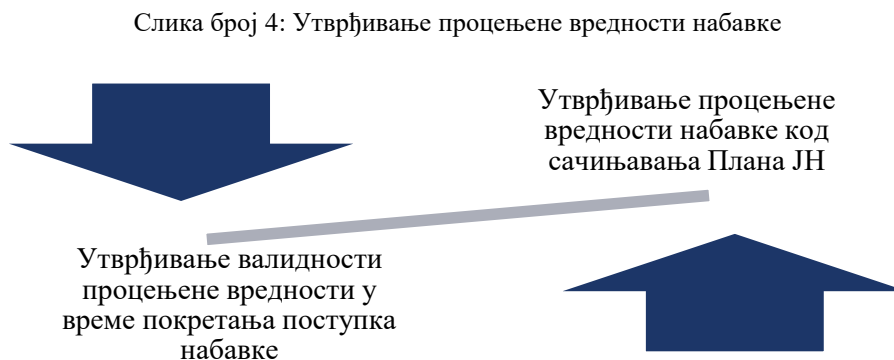 Слика број 4: Утврђивање процењене вредности набавке
Утврђивање процењене
вредности набавке код
сачињавања Плана ЈН
Утврђивање валидности
процењене вредности у
време покретања поступка
набавке